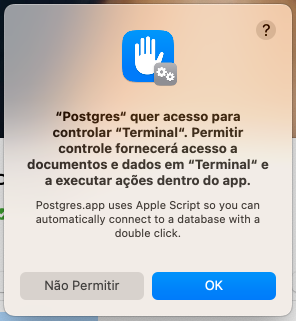 ?
“Postgres” quer acesso para
controlar “Terminal”. Permitir
controle fornecerá acesso a
documentos e dados em “Terminal” e
a executar ações dentro do app.
Postgres.app uses Apple Script so you can
automatically connect to a database with a
double click.
Não Permitir
OK